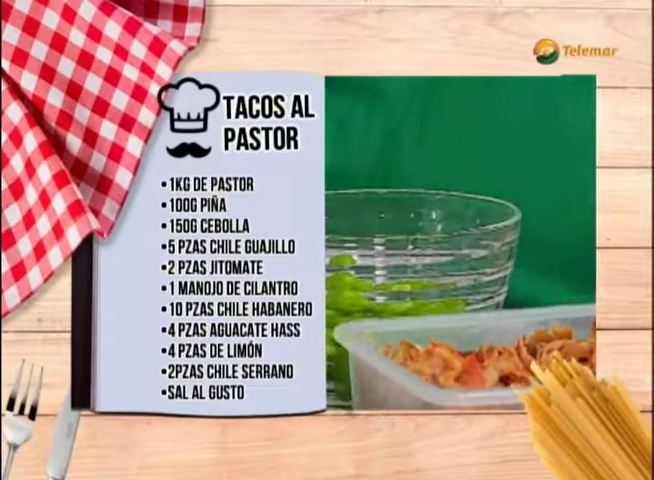 Telemar
TACOS AL
PASTOR
•1KG DE PASTOR
•100G PIÑA
•150G CEBOLLA
•5 PZAS CHILE GUAJILLO
•2 PZAS JITOMATE
•1 MANOJO DE CILANTRO
•10 PZAS CHILE HABANERO
•4 PZAS AGUACATE HASS
•4 PZAS DE LIMÓN
•2PZAS CHILE SERRANO
•SAL AL GUSTO